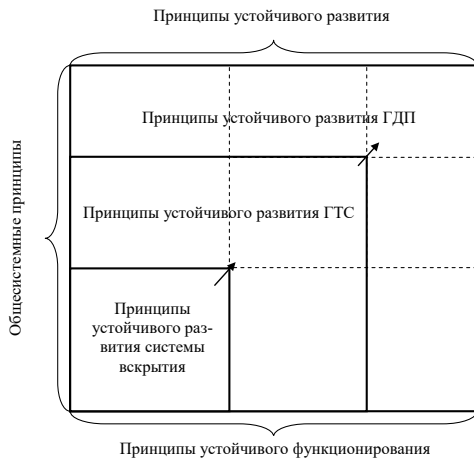 Принципы устойчивого развития
Общесистемные принципы
Принципы устойчивого развития ГДП
Принципы устойчивого развития ГТС
Принципы
устойчивого раз-
вития системы
вскрытия
Принципы устойчивого функционирования